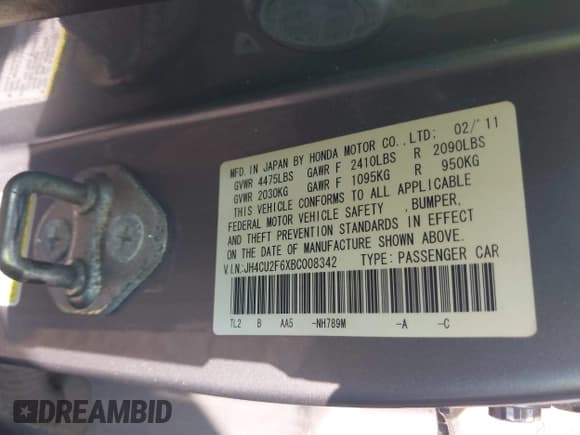 MFD. IN JAPAN BY HONDA MOTOR CO.,LTD: 02/'11
GVWR 4475LBS GAWR F 2410LBS R 2090LBS
GVWR 2030KG GAWR F 1095KG R 950KG
THIS VEHICLE CONFORMS TO ALL APPLICABLE
FEDERAL MOTOR VEHICLE SAFETY ,BUMPER,
AND THEFT PREVENTION STANDARDS IN EFFECT
ON THE DATE OF MANUFACTURE SHOWN ABOVE.
V.I.N:JH4CU2F6XBC008342 TYPE: PASSENGER CAR
TL2 B AA5 -NH789M -A -C
DREAMBID